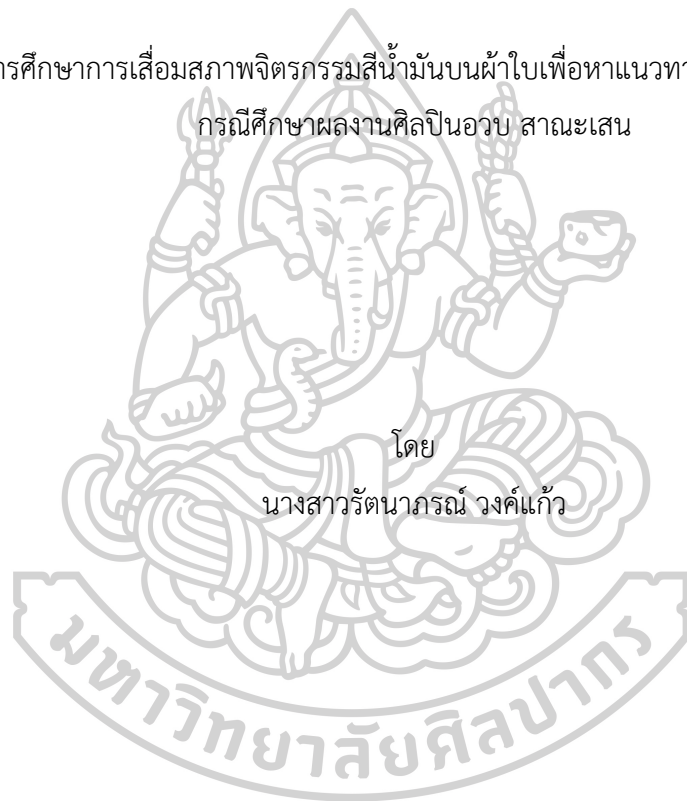 ารศึกษาการเสื่อมสภาพจิตรกรรมสีน้ำมันบนผ้าใบเพื่อหาแนวทา
กรณีศึกษาผลงานศิลปินอวบ สาณะเสน
โดย
นางสาวรัตนาภรณ์ วงค์แก้ว
มหาวิทยาลัยศิลปากร